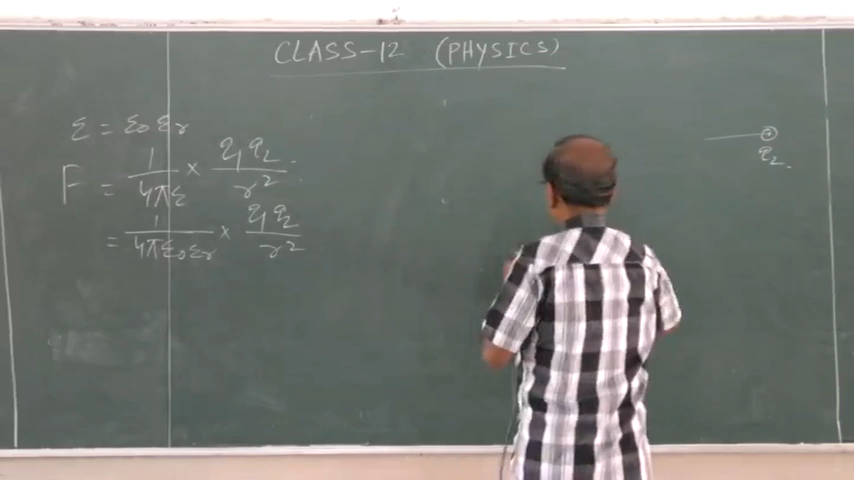 CLASS-12 (PHYSICS)
ε = ε₀ εr
F = 1/4πε × q₁q₂/r²
= 1/4πε₀εr × q₁q₂/r²
+
q₂